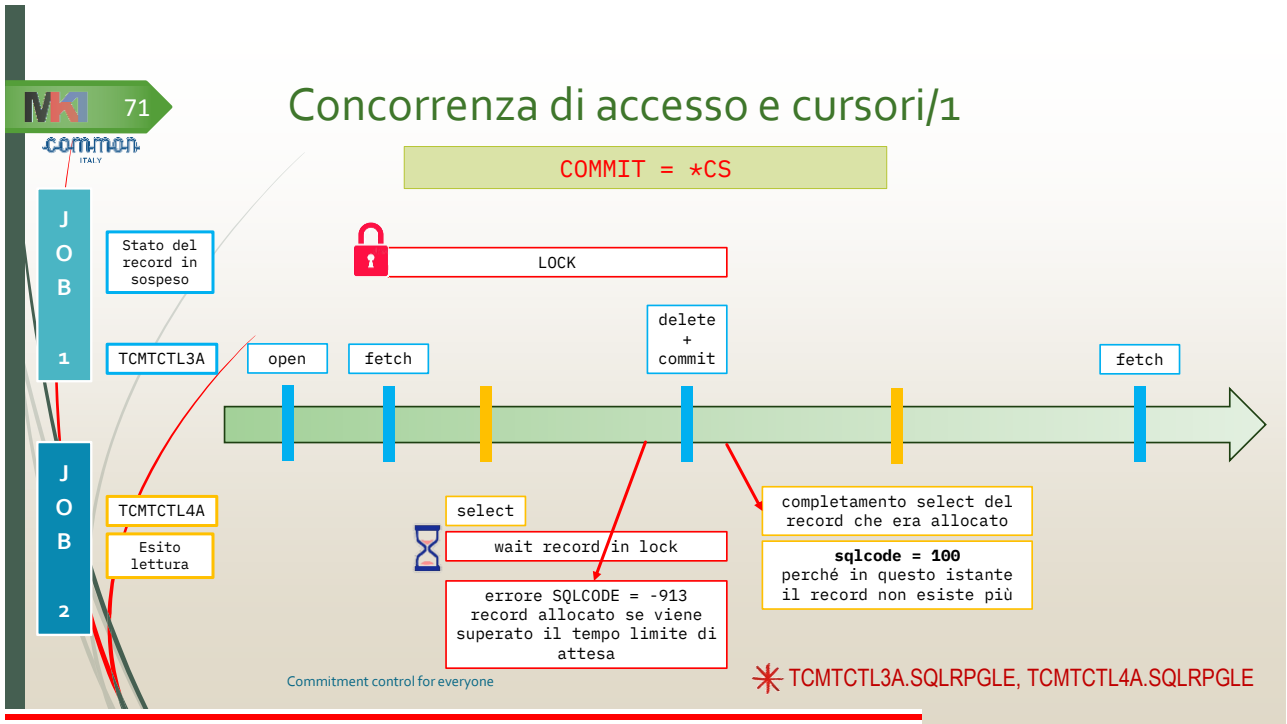 MKI
71
common
ITALY
Concorrenza di accesso e cursori/1
COMMIT = *CS
J
O
B
1
Stato del
record in
sospeso
LOCK
TCMTCTL3A
open
fetch
delete
+
commit
fetch
J
O
B
2
TCMTCTL4A
Esito
lettura
select
wait record in lock
errore SQLCODE = -913
record allocato se viene
superato il tempo limite di
attesa
completamento select del
record che era allocato
sqlcode = 100
perché in questo istante
il record non esiste più
Commitment control for everyone
TCMTCTL3A.SQLRPGLE, TCMTCTL4A.SQLRPGLE